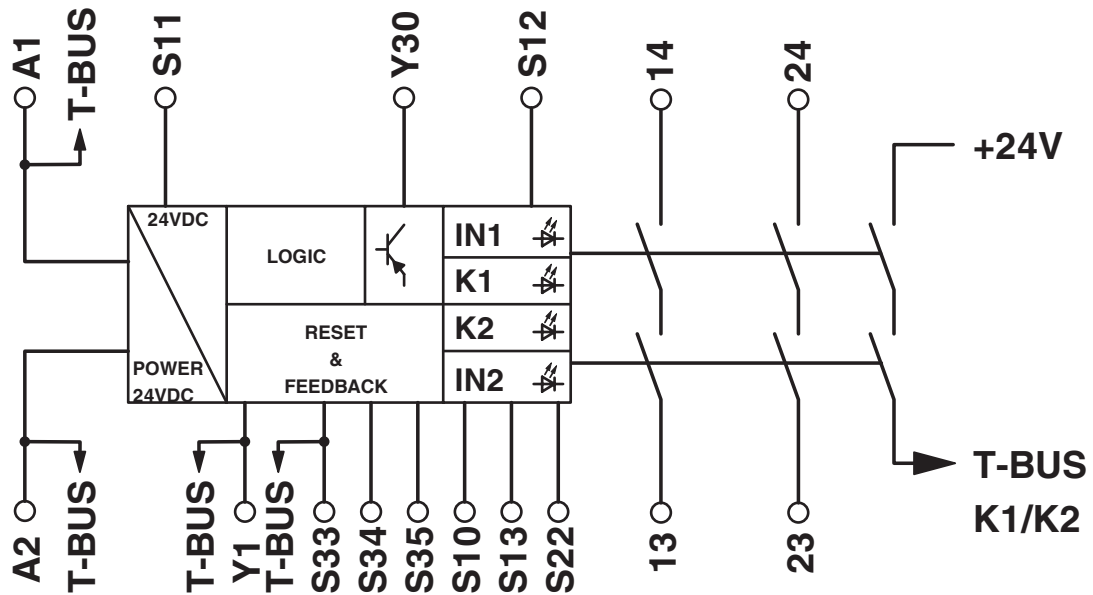 A1
T-BUS
S11
Y30
S12
14
24
+24V
24VDC
LOGIC
IN1
K1
K2
IN2
RESET
&
FEEDBACK
POWER
24VDC
T-BUS
K1/K2
A2
T-BUS
T-BUS
Y1
T-BUS
S33
S34
S35
S10
S13
S22
13
23